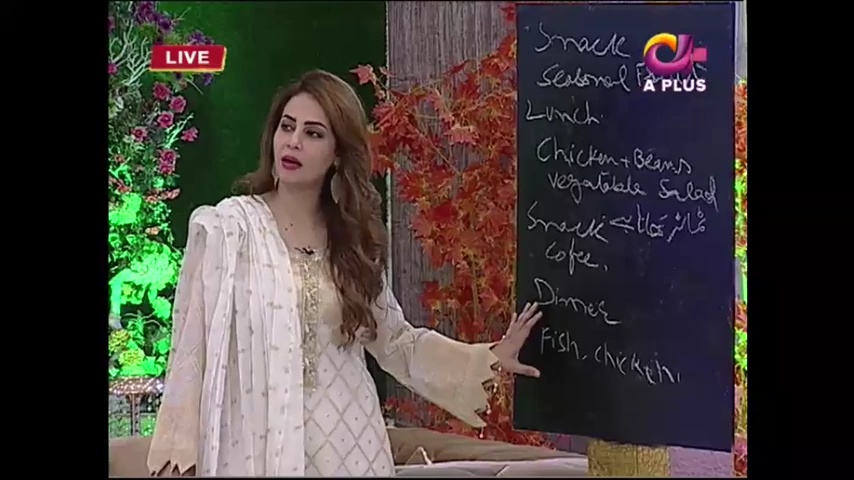 LIVE
Snack
A PLUS
Seasonal
Lunch.
Chicken + Beans
vegatable Salad
Snack
Cofee.
Dinner
Fish, chicken.